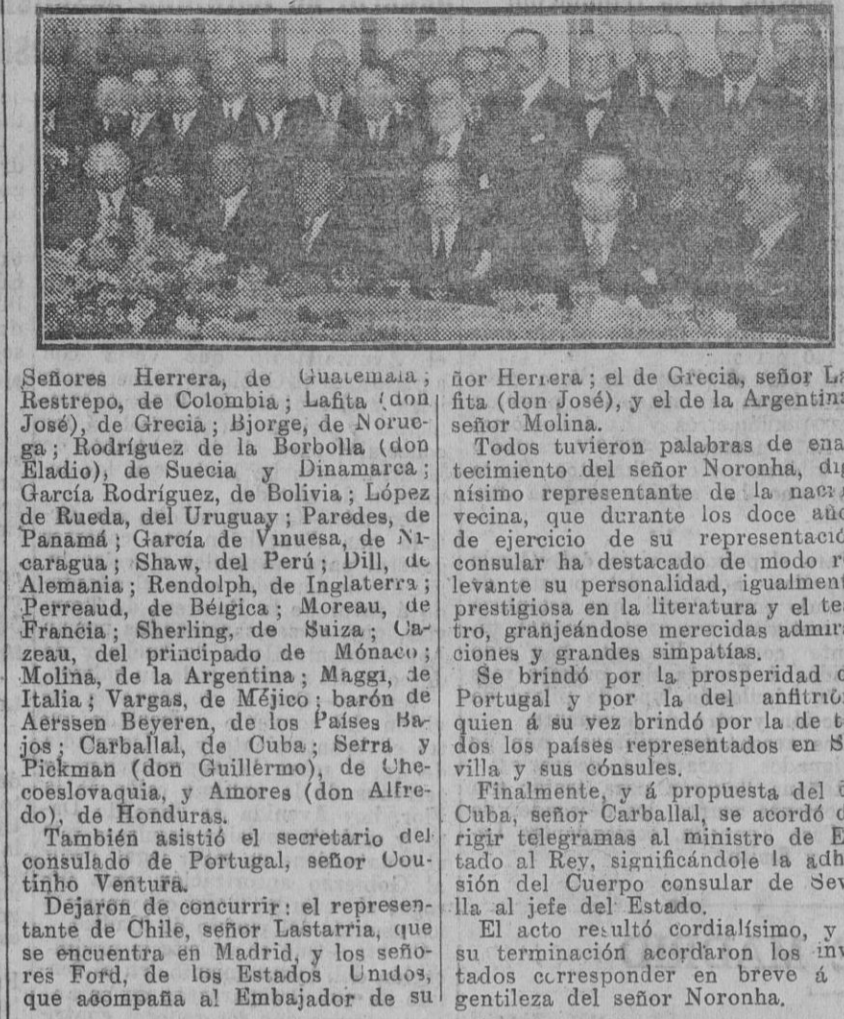 Señores Herrera, de Guatemala;
Restrepo, de Colombia; Lafita (don
José), de Grecia; Bjorge, de Norue-
ga; Rodríguez de la Borbolla (don
Eladio), de Suecia y Dinamarca;
García Rodríguez, de Bolivia; López
de Rueda, del Uruguay; Paredes, de
Panamá; García de Vinuesa, de Ni-
caragua; Shaw, del Perú; Dill, de
Alemania; Rendolph, de Inglaterra;
Perreaud, de Bélgica; Moreau, de
Francia; Sherling, de Suiza; Ca-
zeau, del principado de Mónaco;
Molina, de la Argentina; Maggi, de
Italia; Vargas, de Méjico; barón de
Aerssen Beyeren, de los Países Ba-
jos; Carballal, de Cuba; Serra y
Pickman (don Guillermo), de Che-
coeslovaquia, y Amores (don Alfre-
do), de Honduras.
También asistió el secretario del
consulado de Portugal, señor Cou-
tinho Ventura.
Dejaron de concurrir: el represen-
tante de Chile, señor Lastarria, que
se encuentra en Madrid, y los seño-
res Ford, de los Estados Unidos,
que acompaña al Embajador de su
ñor Herrera; el de Grecia, señor La-
fita (don José), y el de la Argentina
señor Molina.
Todos tuvieron palabras de ena
tecimiento del señor Noronha, dig
nísimo representante de la nació
vecina, que durante los doce año
de ejercicio de su representació
consular ha destacado de modo r
levante su personalidad, igualment
prestigiosa en la literatura y el tea
tro, granjeándose merecidas admira
ciones y grandes simpatías.
Se brindó por la prosperidad d
Portugal y por la del anfitrió
quien á su vez brindó por la de t
dos los países representados en S
villa y sus cónsules.
Finalmente, y á propuesta del d
Cuba, señor Carballal, se acordó d
rigir telegramas al ministro de E
tado al Rey, significándole la adhe
sión del Cuerpo consular de Sev
lla al jefe del Estado.
El acto resultó cordialísimo, y
su terminación acordaron los inv
tados corresponder en breve á
gentileza del señor Noronha.